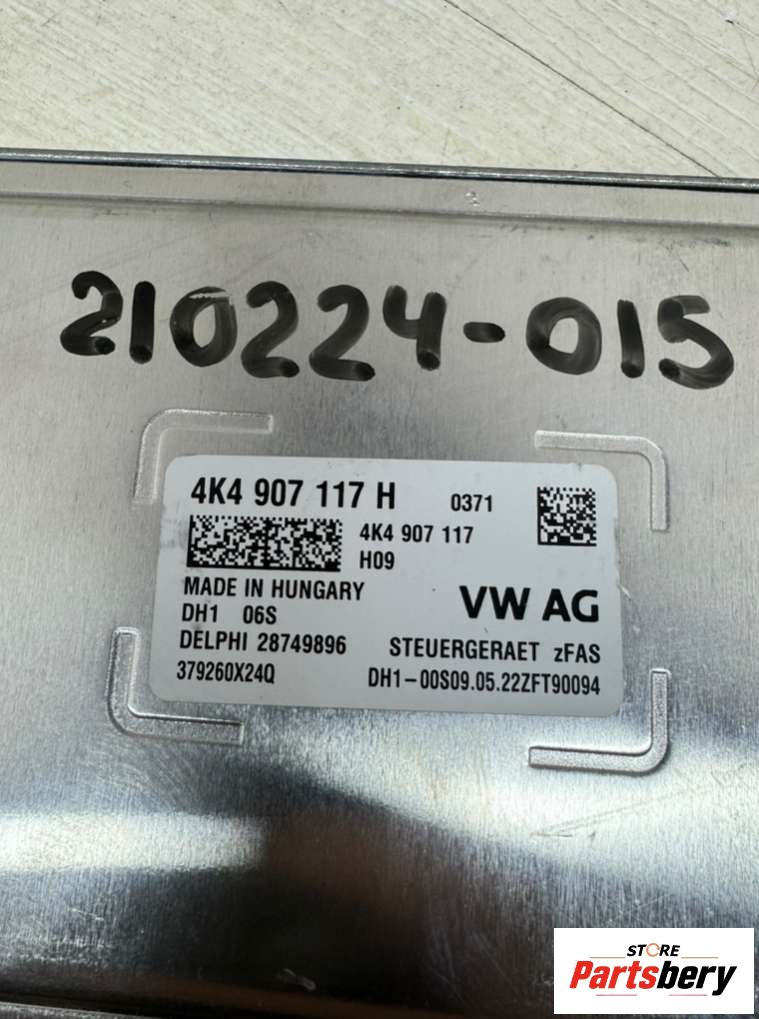 210224-015
4K4 907 117 H 0371
4K4 907 117
H09
MADE IN HUNGARY
DH1 06S VW AG
DELPHI 28749896 STEUERGERAET zFAS
379260X24Q DH1-00S09.05.22ZFT90094
STORE
Partsbery